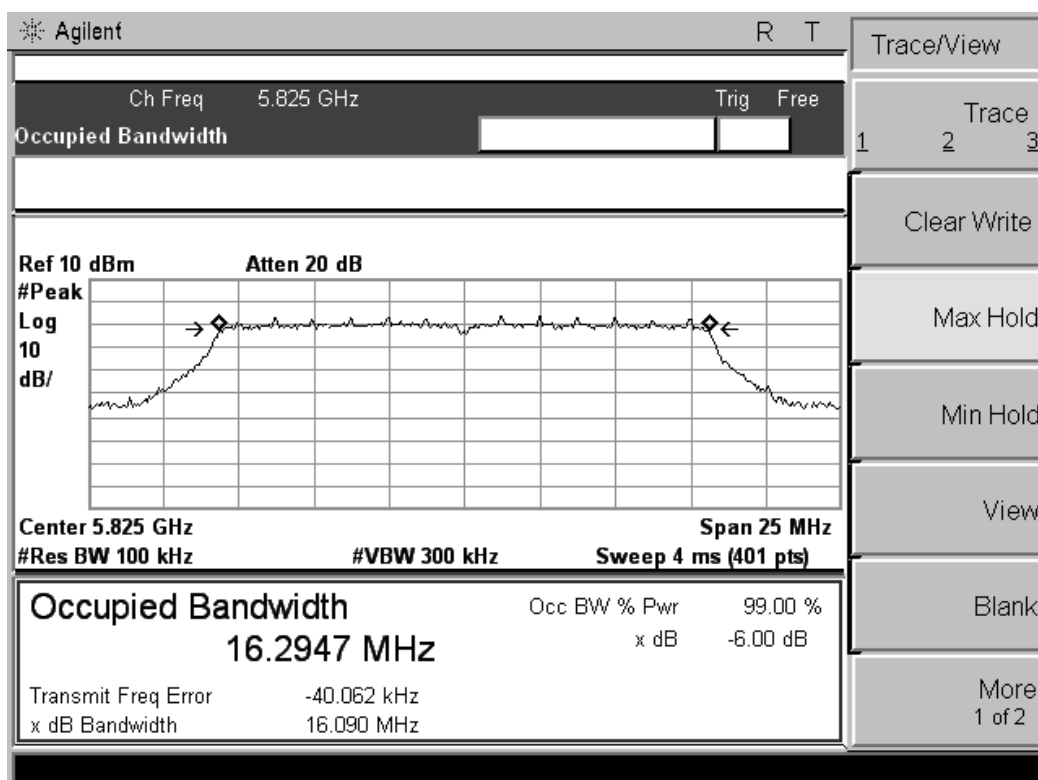 Agilent R T
Ch Freq 5.825 GHz Trig Free
Occupied Bandwidth
Ref 10 dBm Atten 20 dB
#Peak
Log
10
dB/
Center 5.825 GHz Span 25 MHz
#Res BW 100 kHz #VBW 300 kHz Sweep 4 ms (401 pts)
Occupied Bandwidth Occ BW % Pwr 99.00 %
16.2947 MHz x dB -6.00 dB
Transmit Freq Error -40.062 kHz
x dB Bandwidth 16.090 MHz
Trace/View
Trace
1 2 3
Clear Write
Max Hold
Min Hold
View
Blank
More
1 of 2